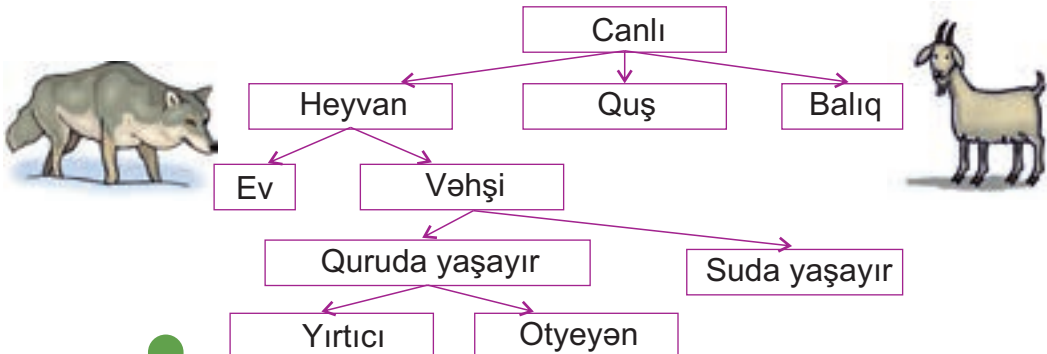 Canlı
Heyvan
Quş
Balıq
Ev
Vəhşi
Quruda yaşayır
Suda yaşayır
Yırtıcı
Otyeyən